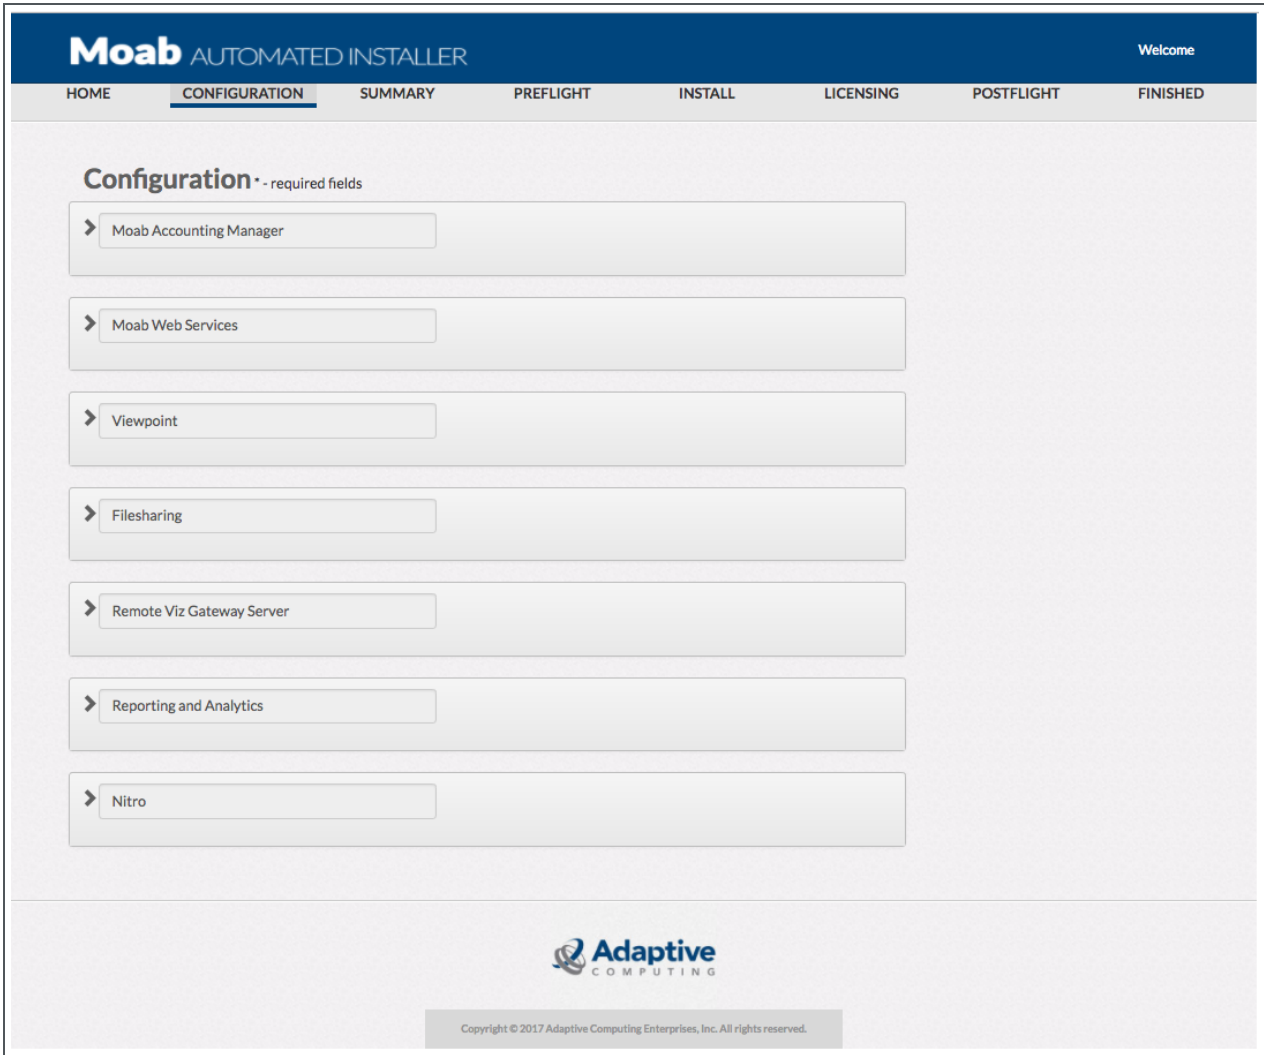 Moab AUTOMATED INSTALLER
Welcome
HOME CONFIGURATION SUMMARY PREFLIGHT INSTALL LICENSING POSTFLIGHT FINISHED
Configuration * - required fields
Moab Accounting Manager
Moab Web Services
Viewpoint
Filesharing
Remote Viz Gateway Server
Reporting and Analytics
Nitro
Adaptive
COMPUTING
Copyright © 2017 Adaptive Computing Enterprises, Inc. All rights reserved.